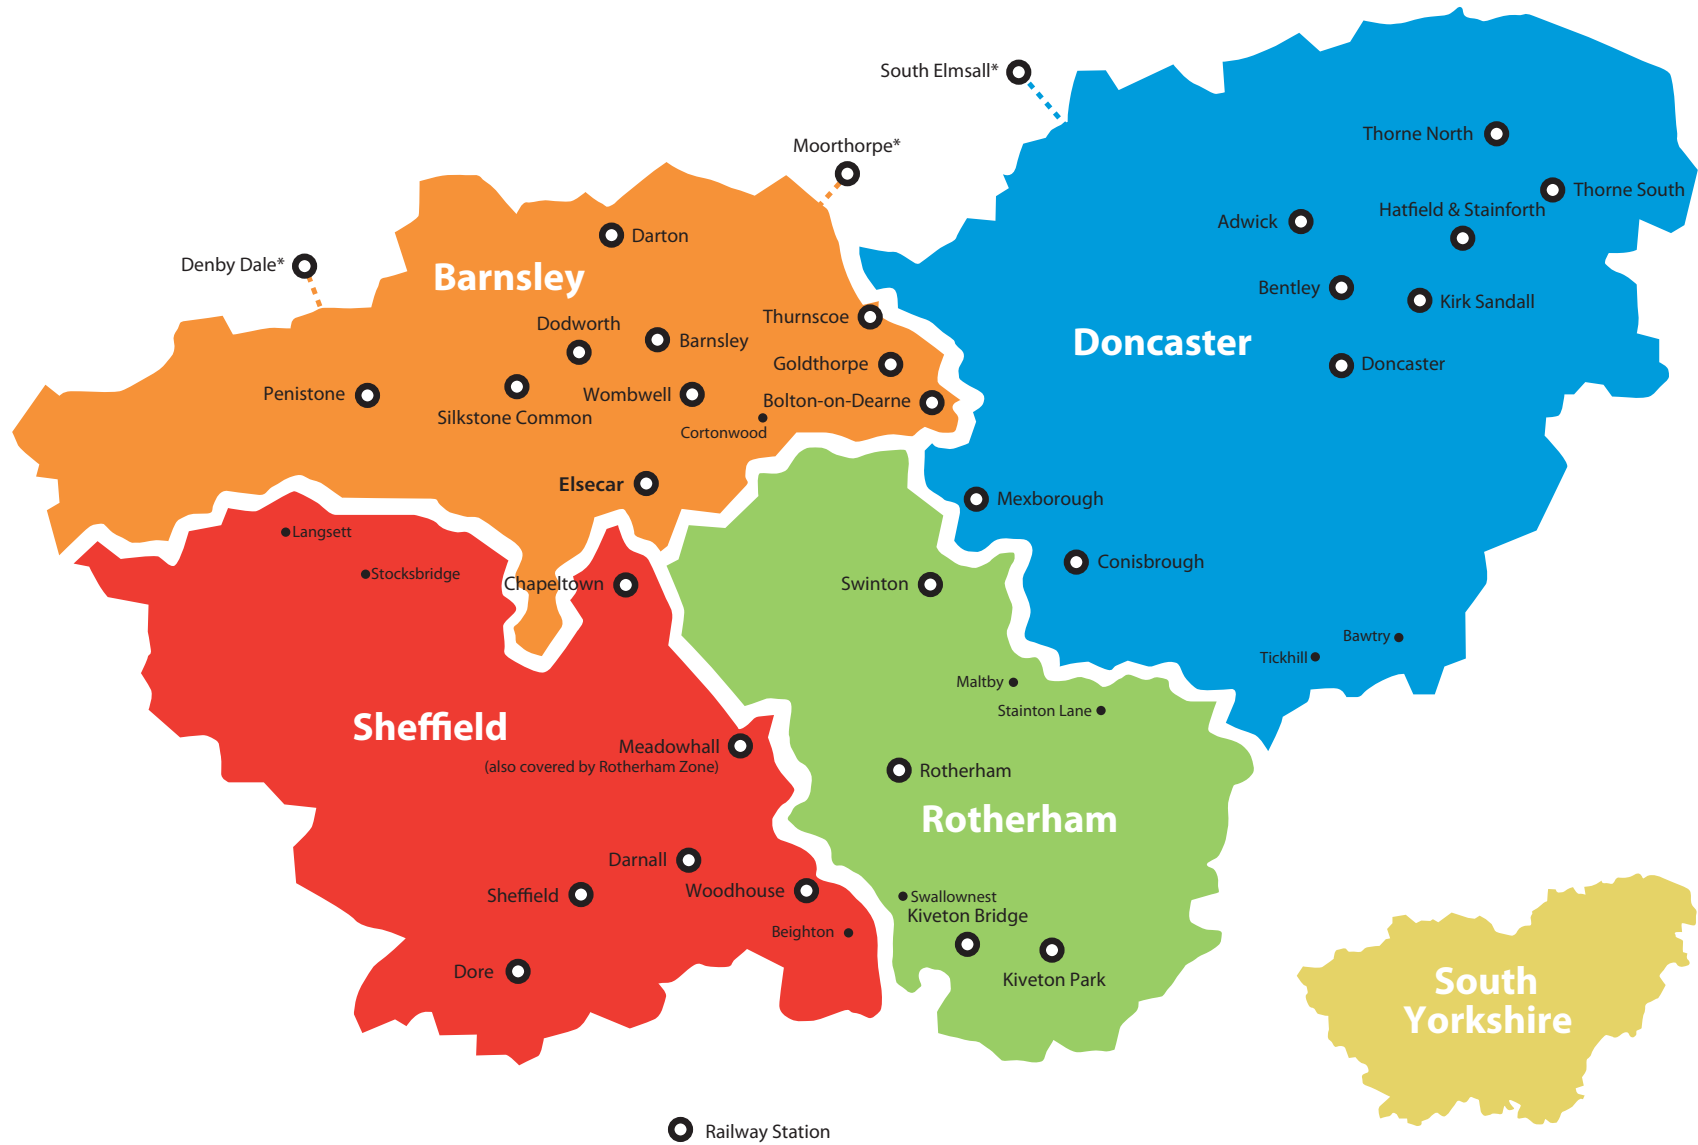 South Elmsall*
Thorne North
Moorthorpe*
Thorne South
Hatfield & Stainforth
Adwick
Darton
Denby Dale*
Barnsley
Bentley
Kirk Sandall
Thurnscoe
Dodworth
Barnsley
Doncaster
Goldthorpe
Doncaster
Penistone
Wombwell
Bolton-on-Dearne
Silkstone Common
Cortonwood
Elsecar
Mexborough
Langsett
Conisbrough
Stocksbridge
Chapeltown
Swinton
Bawtry
Tickhill
Maltby
Stainton Lane
Sheffield
Meadowhall
(also covered by Rotherham Zone)
Rotherham
Rotherham
Darnall
Woodhouse
Sheffield
Swallownest
Kiveton Bridge
Beighton
Dore
Kiveton Park
South
Yorkshire
Railway Station